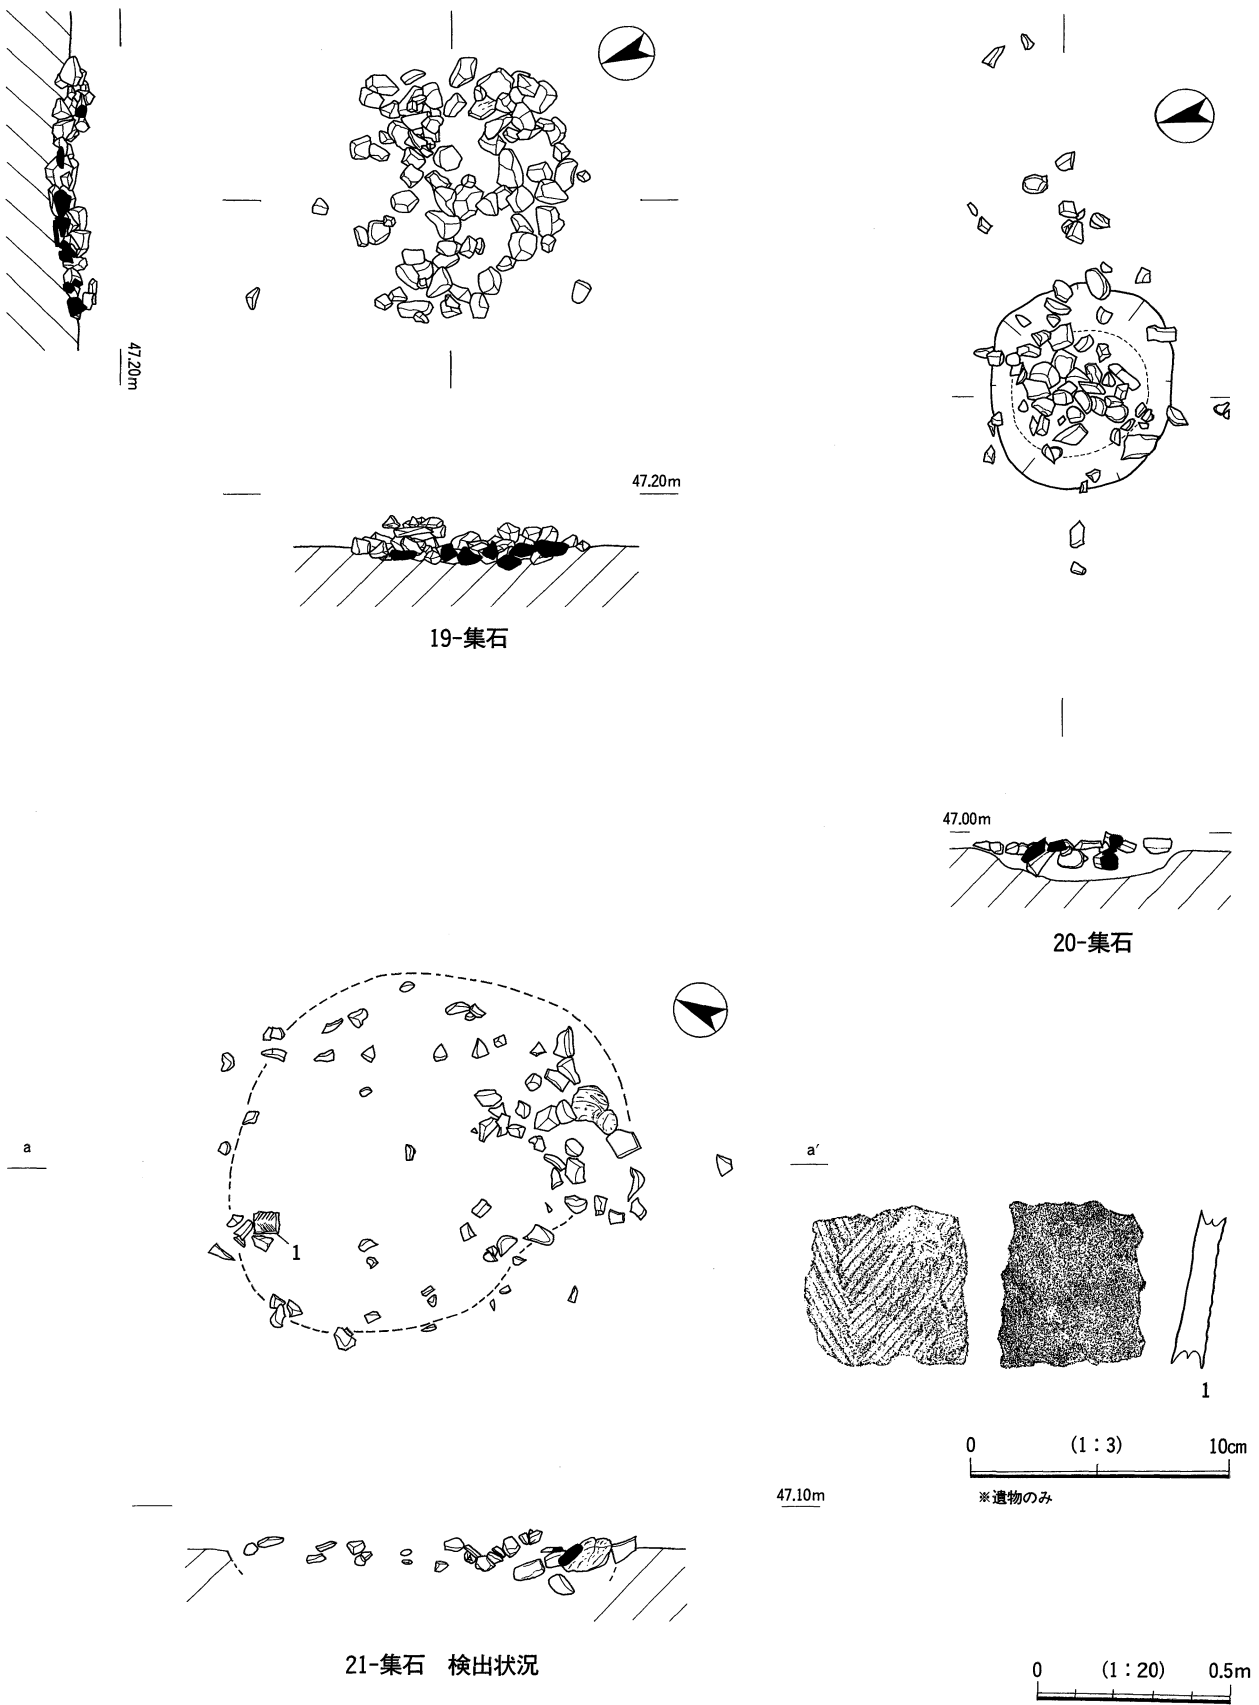 47.20m
47.20m
19-集石
47.00m
20-集石
a
a′
1
1
0 (1：3) 10cm
※遺物のみ
47.10m
21-集石 検出状況
0 (1：20) 0.5m